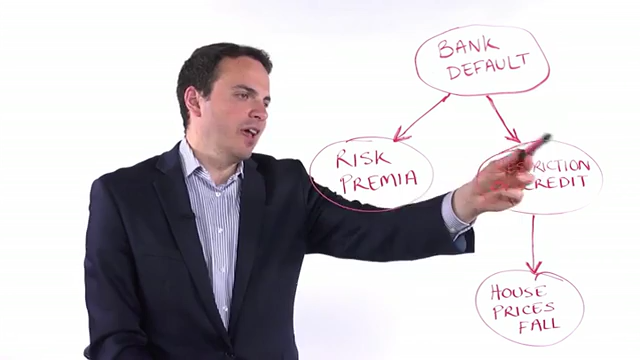 BANK
DEFAULT
RISK
PREMIA
CREDIT
HOUSE
PRICES
FALL